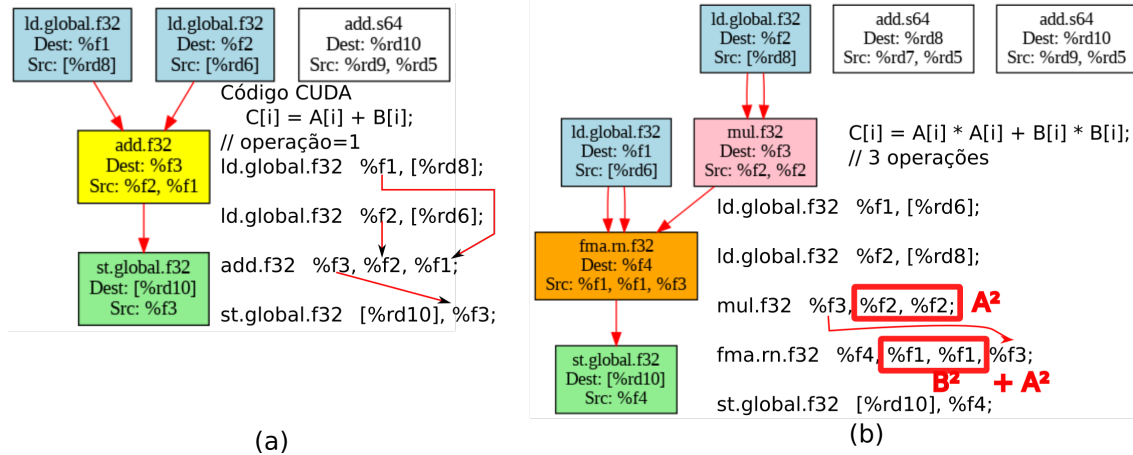 ld.global.f32
Dest: %f1
Src: [%rd8]
ld.global.f32
Dest: %f2
Src: [%rd6]
add.s64
Dest: %rd10
Src: %rd9, %rd5
add.f32
Dest: %f3
Src: %f2, %f1
st.global.f32
Dest: [%rd10]
Src: %f3
Código CUDA
C[i] = A[i] + B[i];
// operação=1
ld.global.f32 %f1, [%rd8];
ld.global.f32 %f2, [%rd6];
add.f32 %f3, %f2, %f1;
st.global.f32 [%rd10], %f3;
(a)
ld.global.f32
Dest: %f2
Src: [%rd8]
add.s64
Dest: %rd8
Src: %rd7, %rd5
add.s64
Dest: %rd10
Src: %rd9, %rd5
ld.global.f32
Dest: %f1
Src: [%rd6]
mul.f32
Dest: %f3
Src: %f2, %f2
fma.rn.f32
Dest: %f4
Src: %f1, %f1, %f3
st.global.f32
Dest: [%rd10]
Src: %f4
C[i] = A[i] * A[i] + B[i] * B[i];
// 3 operações
ld.global.f32 %f1, [%rd6];
ld.global.f32 %f2, [%rd8];
mul.f32 %f3, %f2, %f2; A²
fma.rn.f32 %f4, %f1, %f1, %f3;
B² + A²
st.global.f32 [%rd10], %f4;
(b)